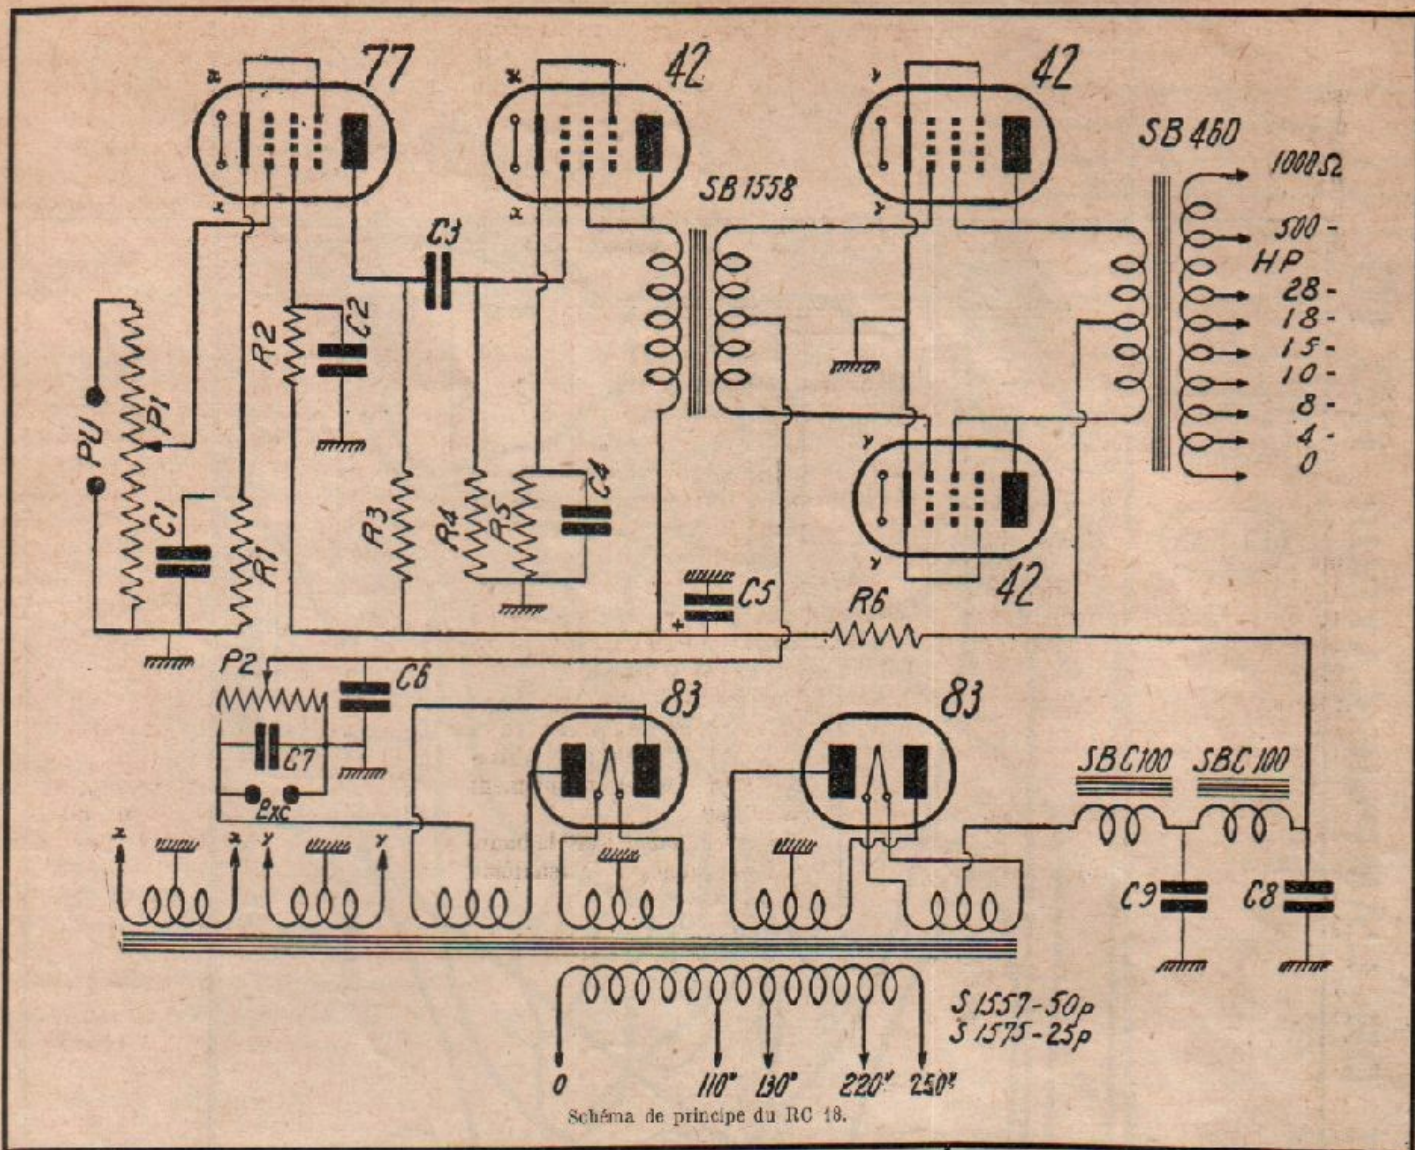 77
42
42
SB 460
x
x
v
1000Ω
SB 1558
x
x
v
C3
500 -
HP
28 -
18 -
15 -
10 -
8 -
4 -
0
R2
C2
P1
PU
v
C1
R1
R3
R4
R5
C4
C5
+
R6
v
42
P2
C6
83
83
C7
exc
SBC100
SBC100
x
x
v
v
C9
C8
S 1557-50p
S 1575-25p
0
110v
130v
220v
250v
Schéma de principe du RC 18.